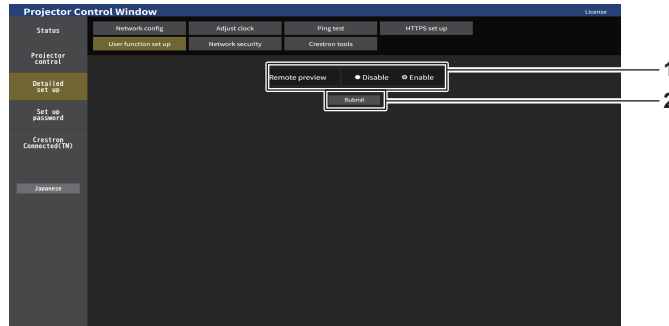 Projector Control Window
License
Status
Network config
Adjust clock
Ping test
HTTPS set up
User function set up
Network security
Crestron tools
Projector
control
Remote preview
Disable
Enable
1
Detailed
set up
Submit
2
Set up
password
Crestron
Connected(TM)
Japanese